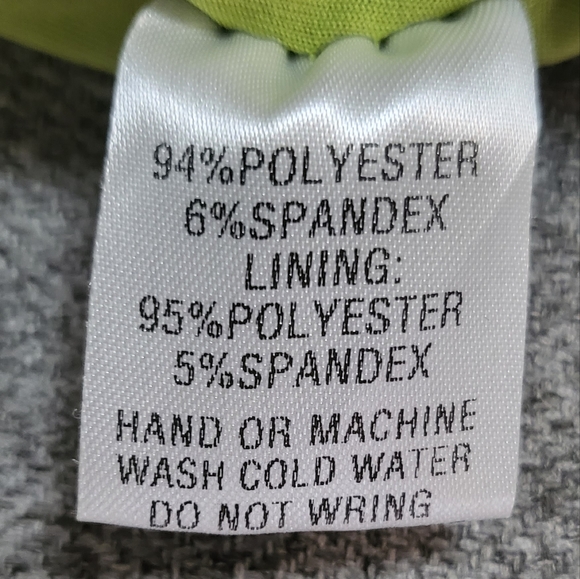 94%POLYESTER
6%SPANDEX
LINING:
95%POLYESTER
5%SPANDEX
HAND OR MACHINE
WASH COLD WATER
DO NOT WRING